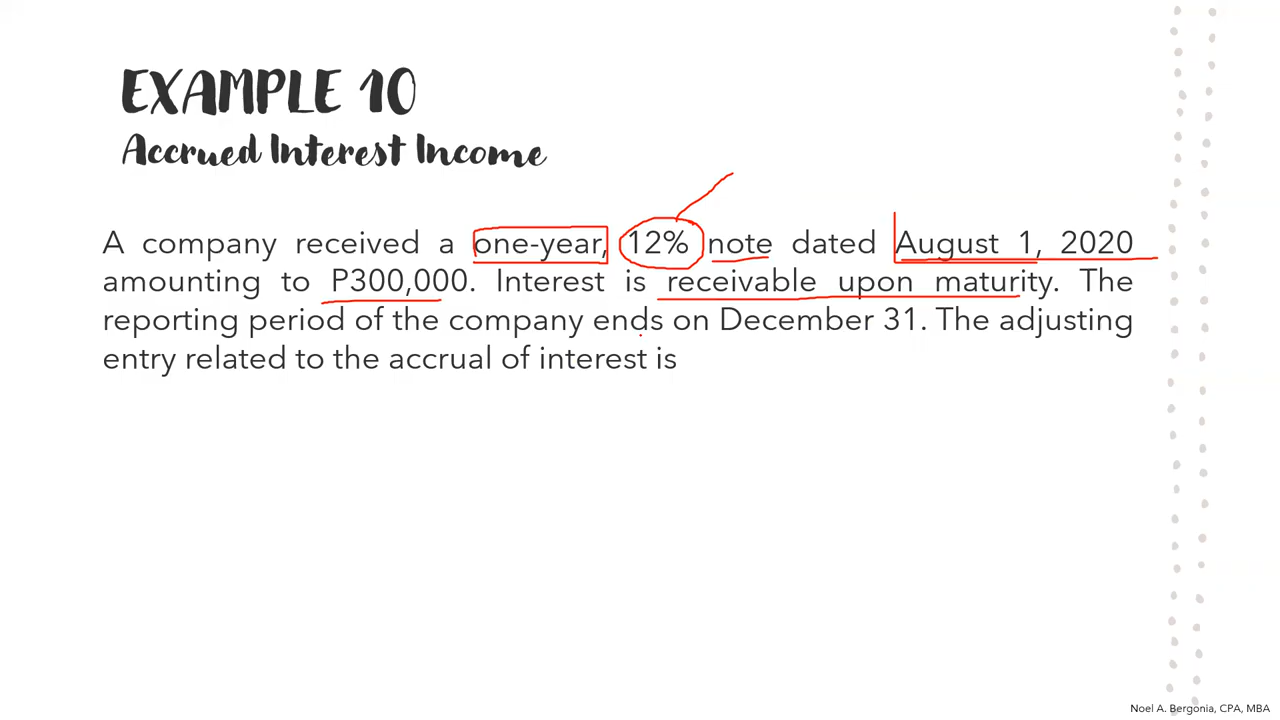 EXAMPLE 10
Accrued Interest Income
A company received a one-year, 12% note dated August 1, 2020
amounting to P300,000. Interest is receivable upon maturity. The
reporting period of the company ends on December 31. The adjusting
entry related to the accrual of interest is
Noel A. Bergonia, CPA, MBA